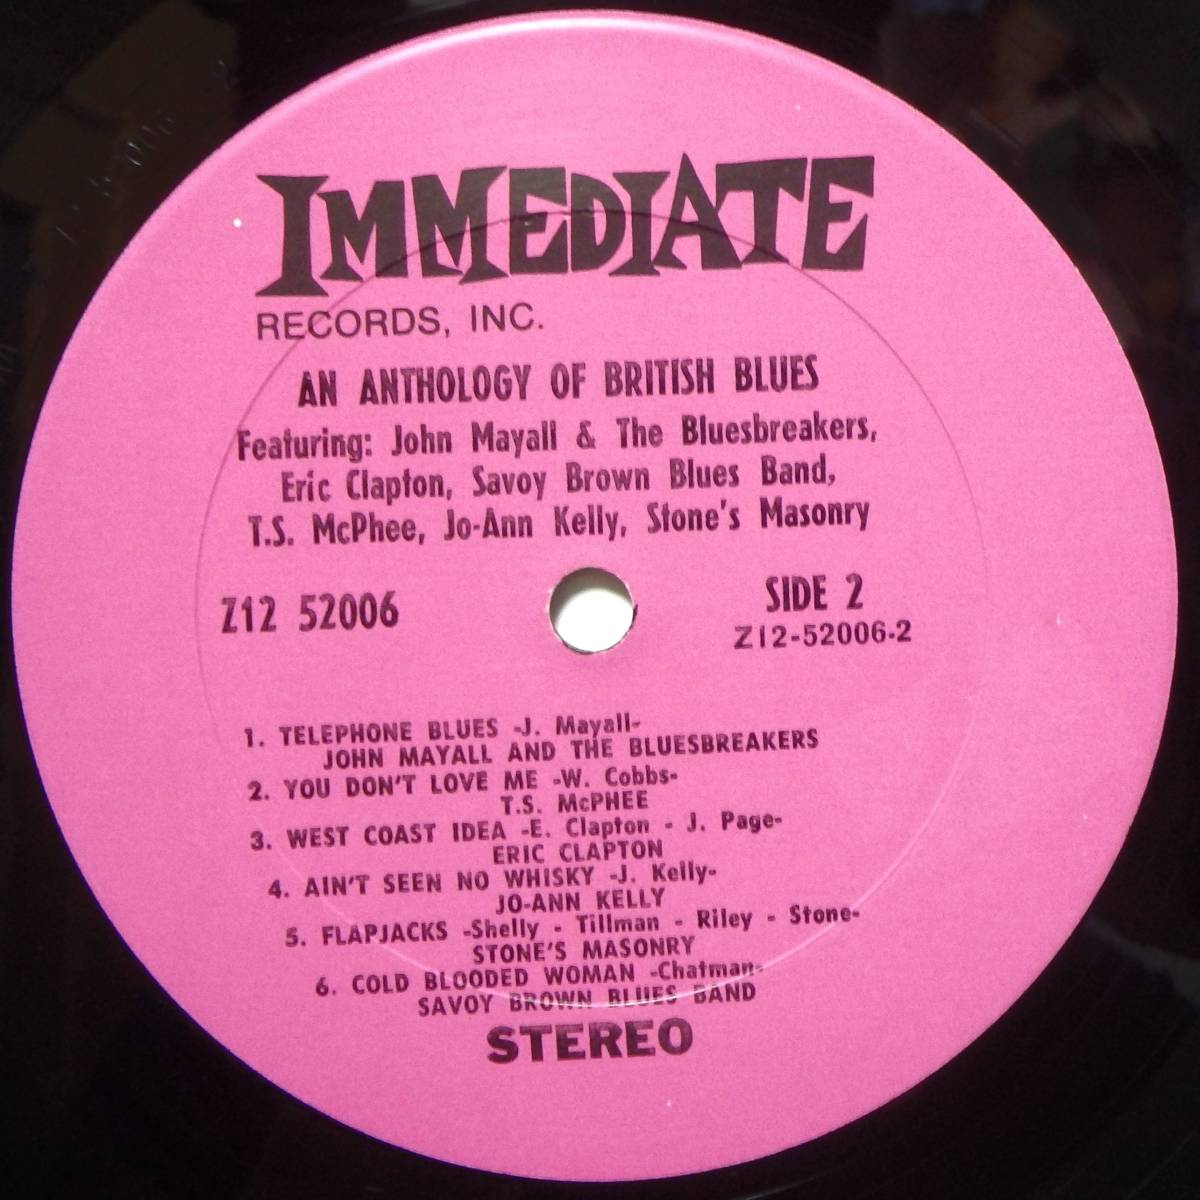 IMMEDIATE
RECORDS, INC.
AN ANTHOLOGY OF BRITISH BLUES
Featuring: John Mayall & The Bluesbreakers,
Eric Clapton, Savoy Brown Blues Band,
T.S. McPhee, Jo-Ann Kelly, Stone's Masonry
Z12 52006
SIDE 2
Z12-52006-2
1. TELEPHONE BLUES -J. Mayall-
JOHN MAYALL AND THE BLUESBREAKERS
2. YOU DON'T LOVE ME -W. Cobbs-
T.S. McPHEE
3. WEST COAST IDEA -E. Clapton - J. Page-
ERIC CLAPTON
4. AIN'T SEEN NO WHISKY -J. Kelly-
JO-ANN KELLY
5. FLAPJACKS -Shelly - Tillman - Riley - Stone-
STONE'S MASONRY
6. COLD BLOODED WOMAN -Chatman-
SAVOY BROWN BLUES BAND
STEREO